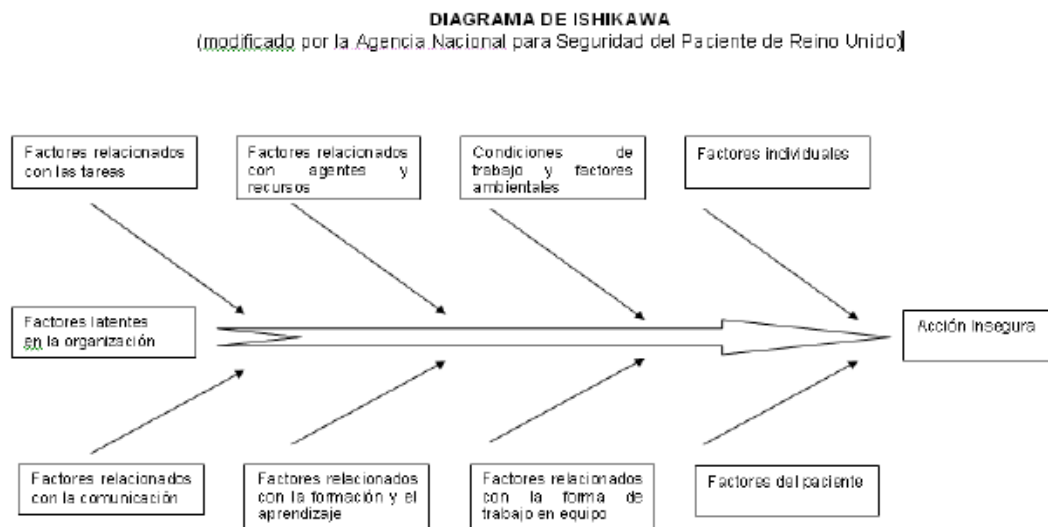 DIAGRAMA DE ISHIKAWA
(modificado por la Agencia Nacional para Seguridad del Paciente de Reino Unido)
Factores relacionados
con las tareas
Factores relacionados
con agentes y
recursos
Condiciones de
trabajo y factores
ambientales
Factores individuales
Factores latentes
en la organización
Acción Insegura
Factores relacionados
con la comunicación
Factores relacionados
con la formación y el
aprendizaje
Factores relacionados
con la forma de
trabajo en equipo
Factores del paciente